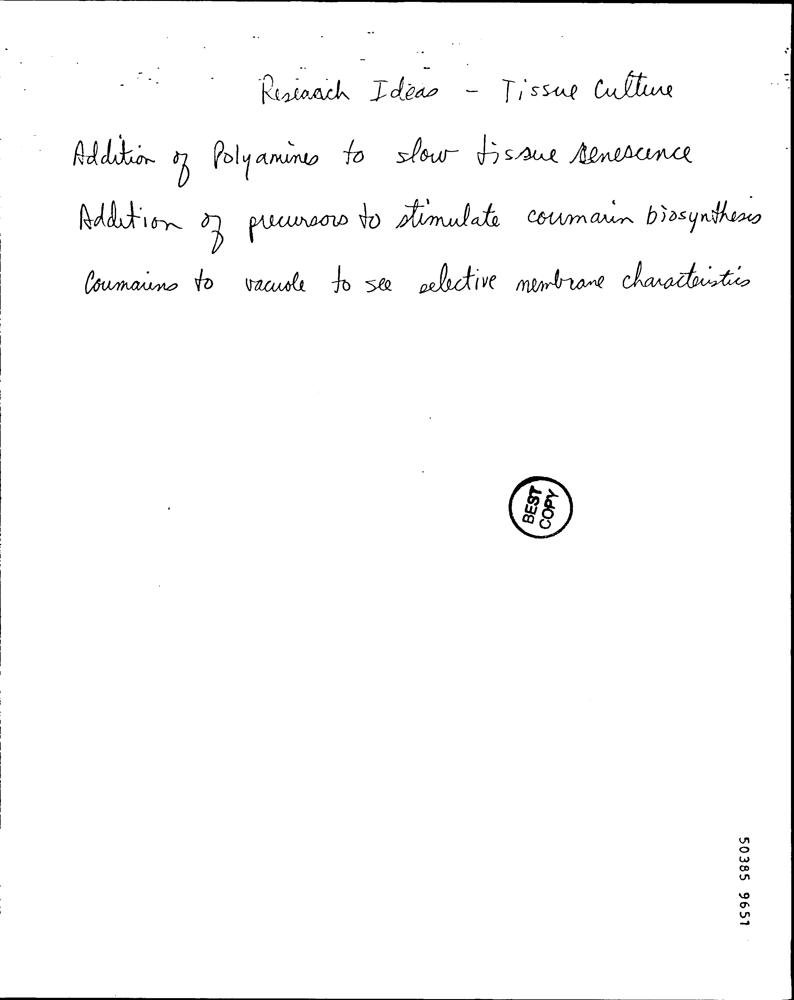 Research Ideas - Tissue Culture
Addition of Polyamines to slow tissue senescence
Addition of precursors to stimulate coumarin biosynthesis
Coumarins to vacuole to see selective membrane characteristics
BEST
COPY
50385 9651